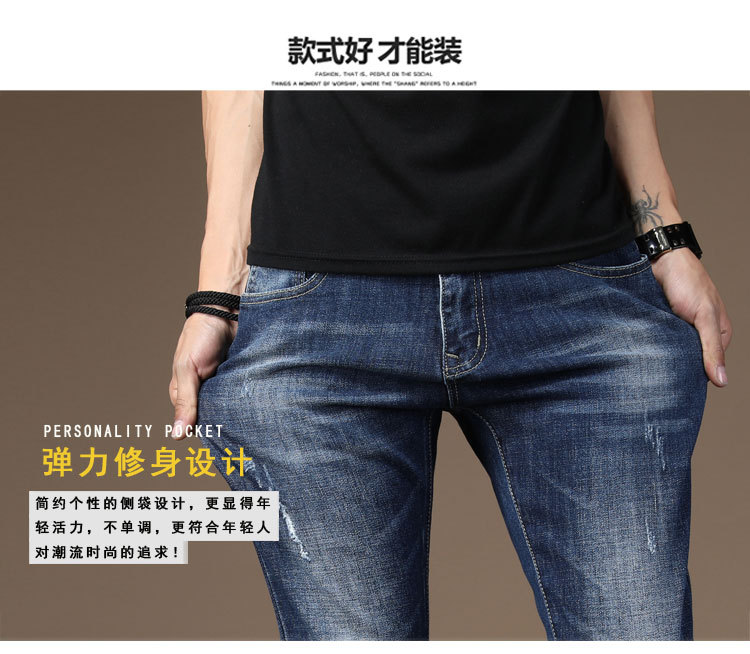 款式好 才能装
FASHION, THAT IS, PEOPLE ON THE SOCIAL
THINGS A MOMENT OF WORSHIP, WHERE THE "SHANG" REFERS TO A HEIGHT
PERSONALITY POCKET
弹力修身设计
简约个性的侧袋设计，更显得年
轻活力，不单调，更符合年轻人
对潮流时尚的追求！